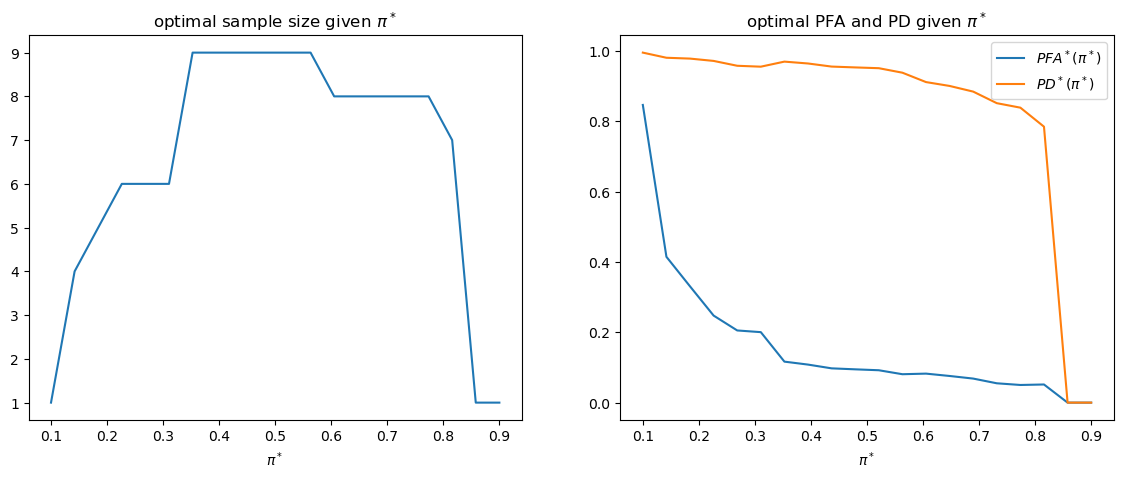 optimal sample size given π*
9
8
7
6
5
4
3
2
1
0.1 0.2 0.3 0.4 0.5 0.6 0.7 0.8 0.9
π*
optimal PFA and PD given π*
1.0
0.8
0.6
0.4
0.2
0.0
PFA*(π*)
PD*(π*)
0.1 0.2 0.3 0.4 0.5 0.6 0.7 0.8 0.9
π*